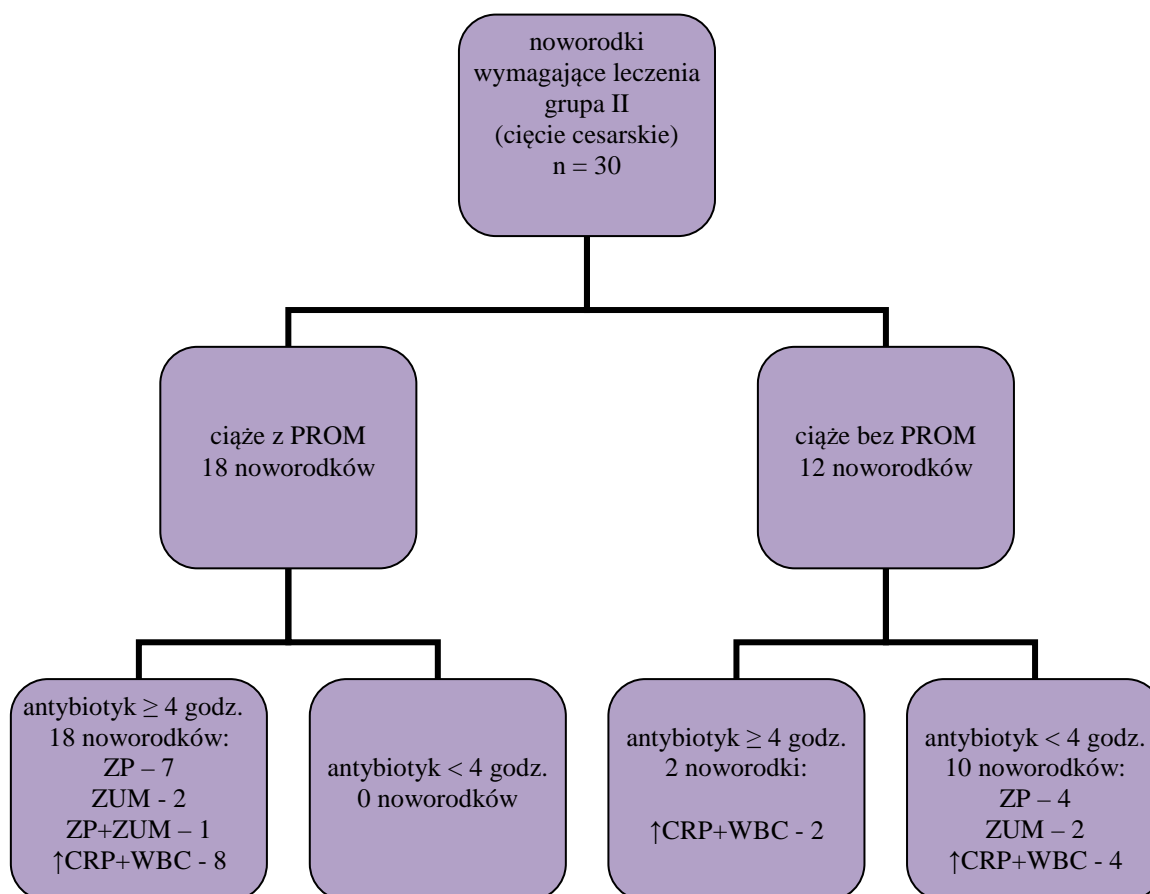 noworodki
wymagające leczenia
grupa II
(cięcie cesarskie)
n = 30
ciąże z PROM
18 noworodków
ciąże bez PROM
12 noworodków
antybiotyk ≥ 4 godz.
18 noworodków:
ZP – 7
ZUM - 2
ZP+ZUM – 1
↑CRP+WBC - 8
antybiotyk < 4 godz.
0 noworodków
antybiotyk ≥ 4 godz.
2 noworodki:
↑CRP+WBC - 2
antybiotyk < 4 godz.
10 noworodków:
ZP – 4
ZUM – 2
↑CRP+WBC - 4